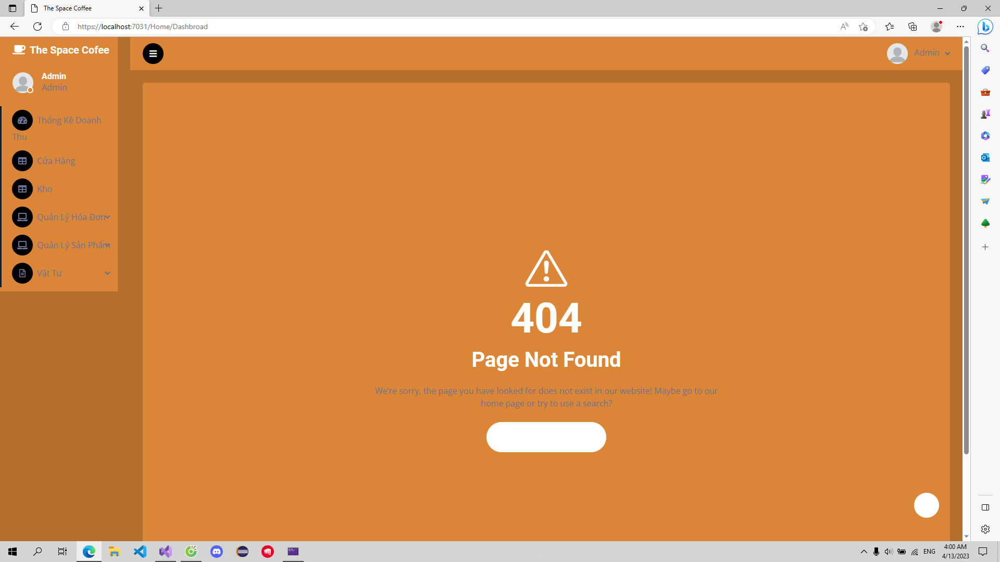 The Space Coffee
https://localhost:7031/Home/Dashbroad
The Space Cofee
Admin
Admin
Admin
Thống Kê Doanh
Thu
Cửa Hàng
Kho
Quản Lý Hóa Đơn
Quản Lý Sản Phẩm
Vật Tư
404
Page Not Found
We're sorry, the page you have looked for does not exist in our website! Maybe go to our
home page or try to use a search?
ENG
4:00 AM
4/13/2023